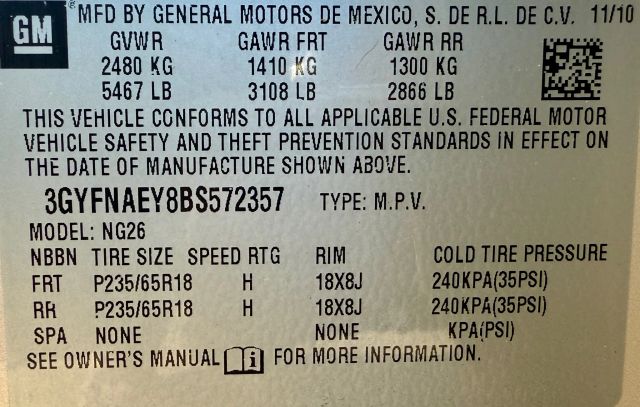 GM ® MFD BY GENERAL MOTORS DE MEXICO, S. DE R.L. DE C.V. 11/10
GVWR GAWR FRT GAWR RR
2480 KG 1410 KG 1300 KG
5467 LB 3108 LB 2866 LB
THIS VEHICLE CONFORMS TO ALL APPLICABLE U.S. FEDERAL MOTOR
VEHICLE SAFETY AND THEFT PREVENTION STANDARDS IN EFFECT ON
THE DATE OF MANUFACTURE SHOWN ABOVE.
3GYFNAEY8BS572357 TYPE: M.P.V.
MODEL: NG26
NBBN TIRE SIZE SPEED RTG RIM COLD TIRE PRESSURE
FRT P235/65R18 H 18X8J 240KPA(35PSI)
RR P235/65R18 H 18X8J 240KPA(35PSI)
SPA NONE NONE KPA(PSI)
SEE OWNER'S MANUAL i FOR MORE INFORMATION.